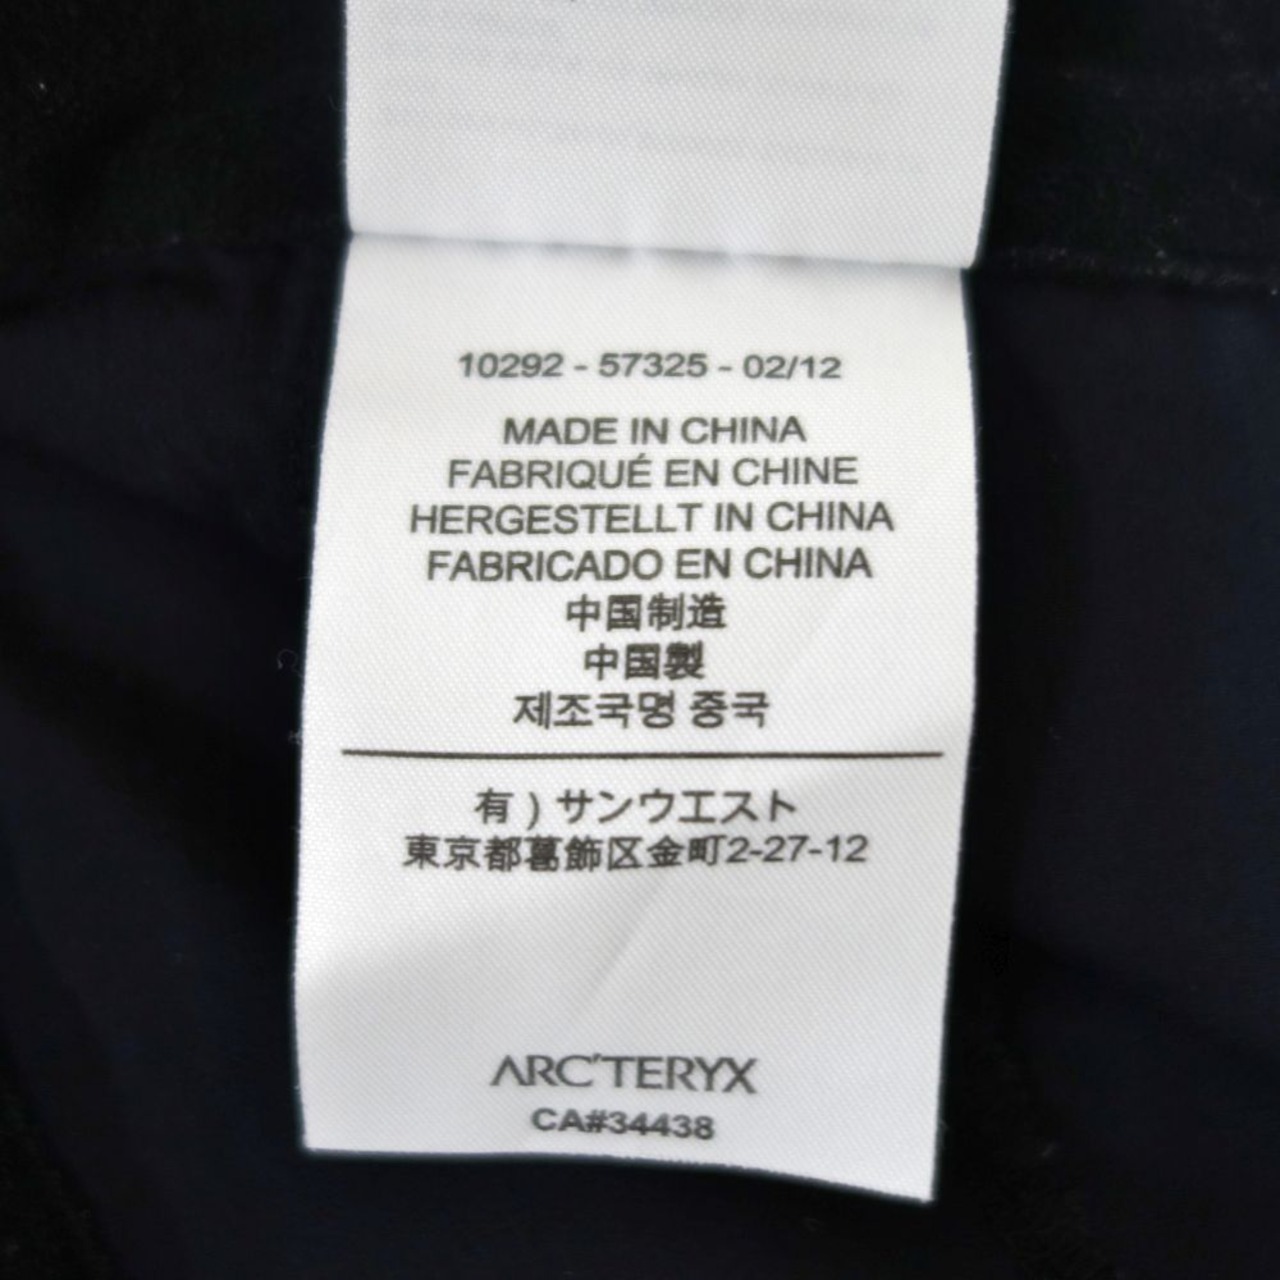 10292 - 57325 - 02/12
MADE IN CHINA
FABRIQUÉ EN CHINE
HERGESTELLT IN CHINA
FABRICADO EN CHINA
中国制造
中国製
제조국명 중국
有）サンウエスト
東京都葛飾区金町2-27-12
ARC'TERYX
CA#34438